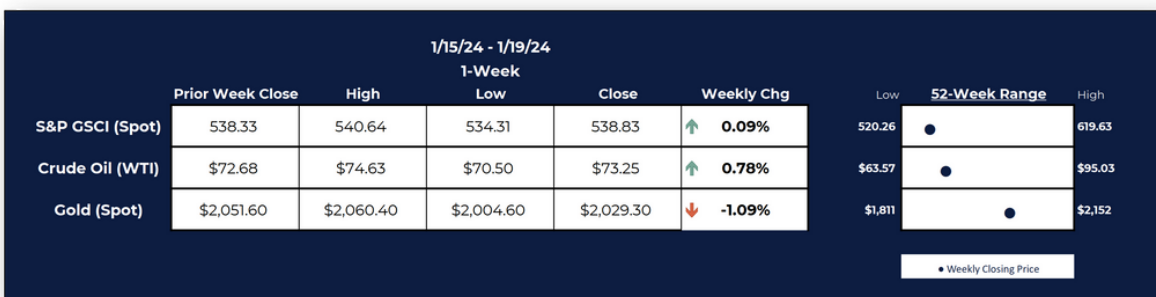 1/15/24 - 1/19/24
1-Week
Prior Week Close High Low Close Weekly Chg Low 52-Week Range High
S&P GSCI (Spot) 538.33 540.64 534.31 538.83 0.09% 520.26 619.63
Crude Oil (WTI) $72.68 $74.63 $70.50 $73.25 0.78% $63.57 $95.03
Gold (Spot) $2,051.60 $2,060.40 $2,004.60 $2,029.30 -1.09% $1,811 $2,152
Weekly Closing Price